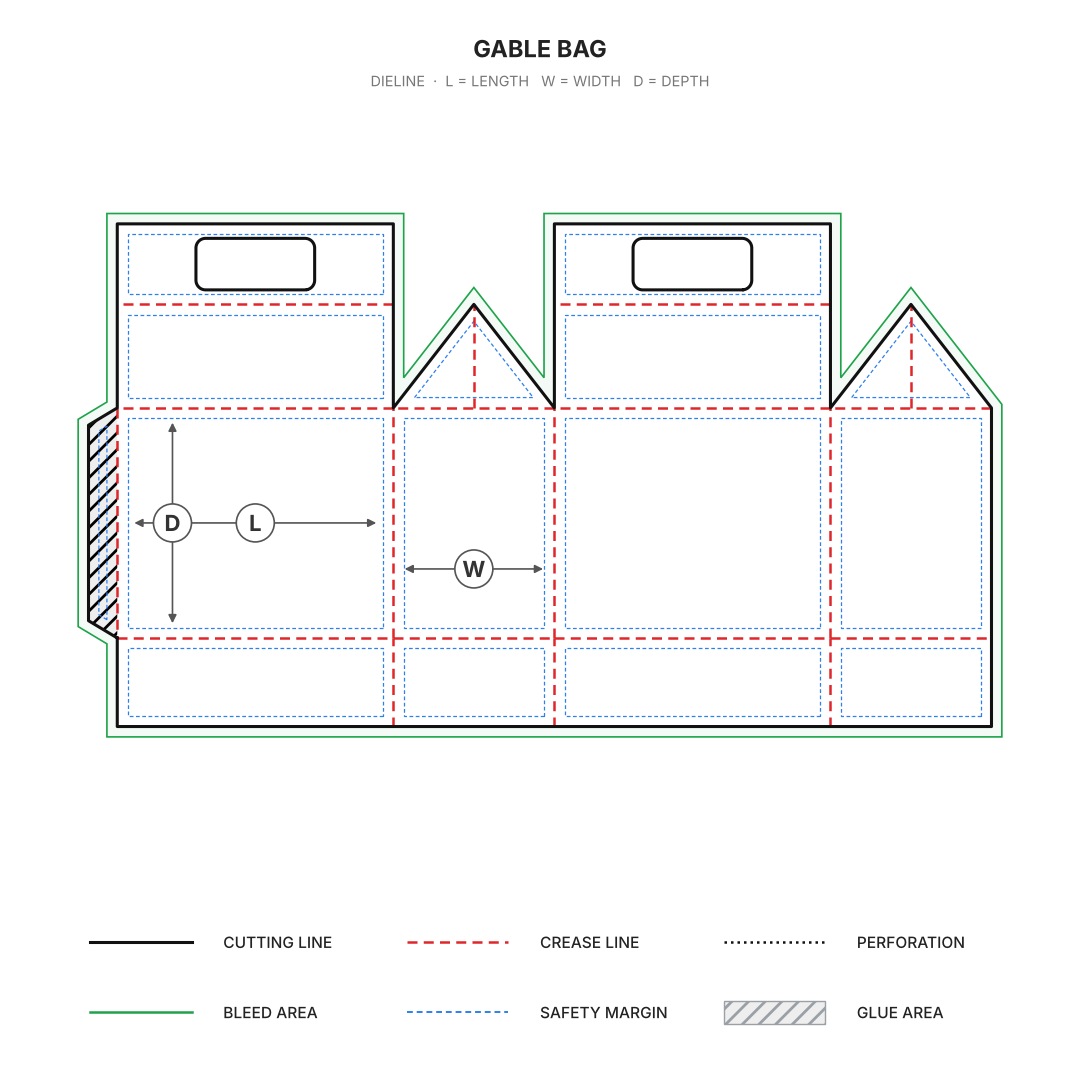 GABLE BAG
DIELINE · L = LENGTH W = WIDTH D = DEPTH
D
L
W
CUTTING LINE
CREASE LINE
PERFORATION
BLEED AREA
SAFETY MARGIN
GLUE AREA